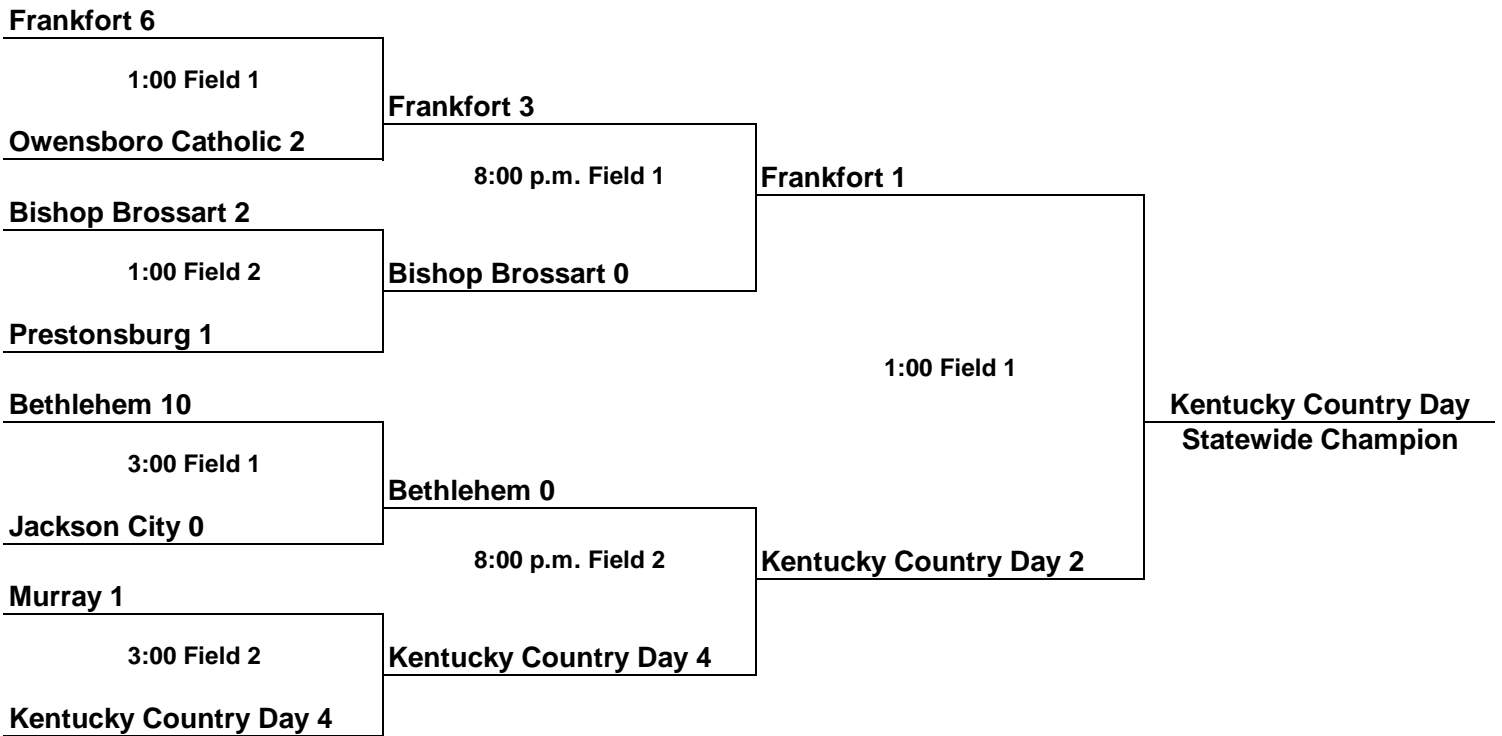 Frankfort 6
1:00 Field 1
Owensboro Catholic 2
Bishop Brossart 2
1:00 Field 2
Prestonsburg 1
Bethlehem 10
3:00 Field 1
Jackson City 0
Murray 1
3:00 Field 2
Kentucky Country Day 4
Frankfort 3
8:00 p.m. Field 1
Bishop Brossart 0
Bethlehem 0
8:00 p.m. Field 2
Kentucky Country Day 4
Frankfort 1
1:00 Field 1
Kentucky Country Day 2
Kentucky Country Day
Statewide Champion